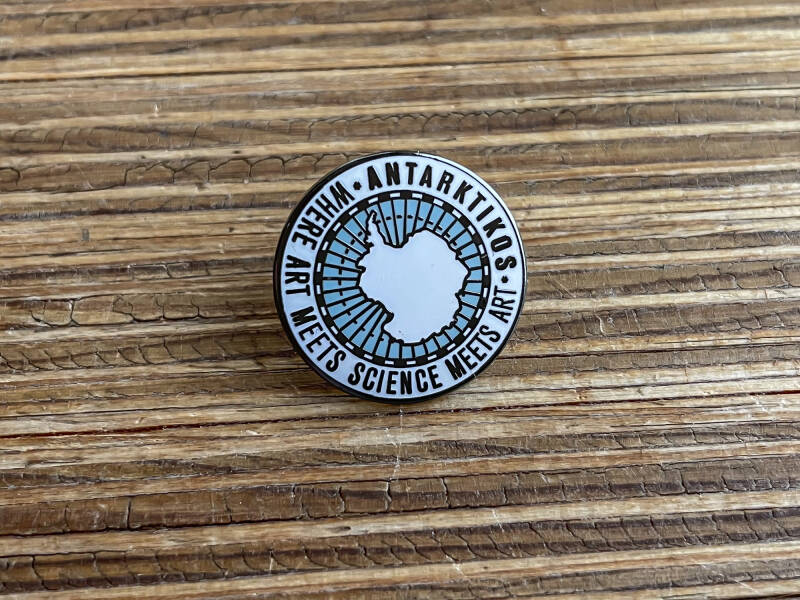 * ANTARKTIKOS *
WHERE ART MEETS SCIENCE MEETS ART